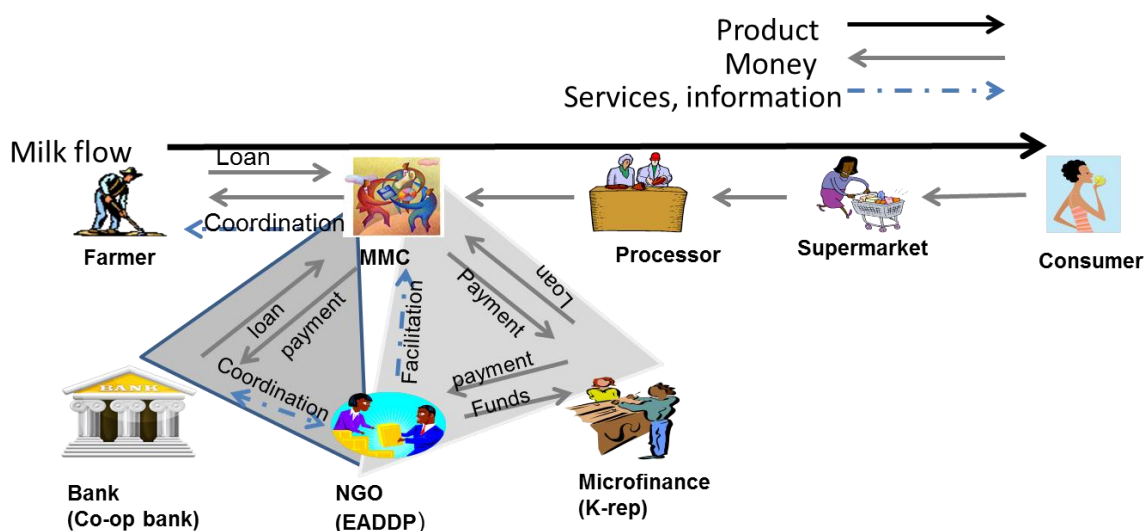 Product
Money
Services, information
Milk flow
Loan
Coordination
Farmer
MMC
Processor
Supermarket
Consumer
loan
payment
Coordination
Facilitation
Payment
Loan
payment
Funds
BANK
Bank
(Co-op bank)
NGO
(EADDP)
Microfinance
(K-rep)